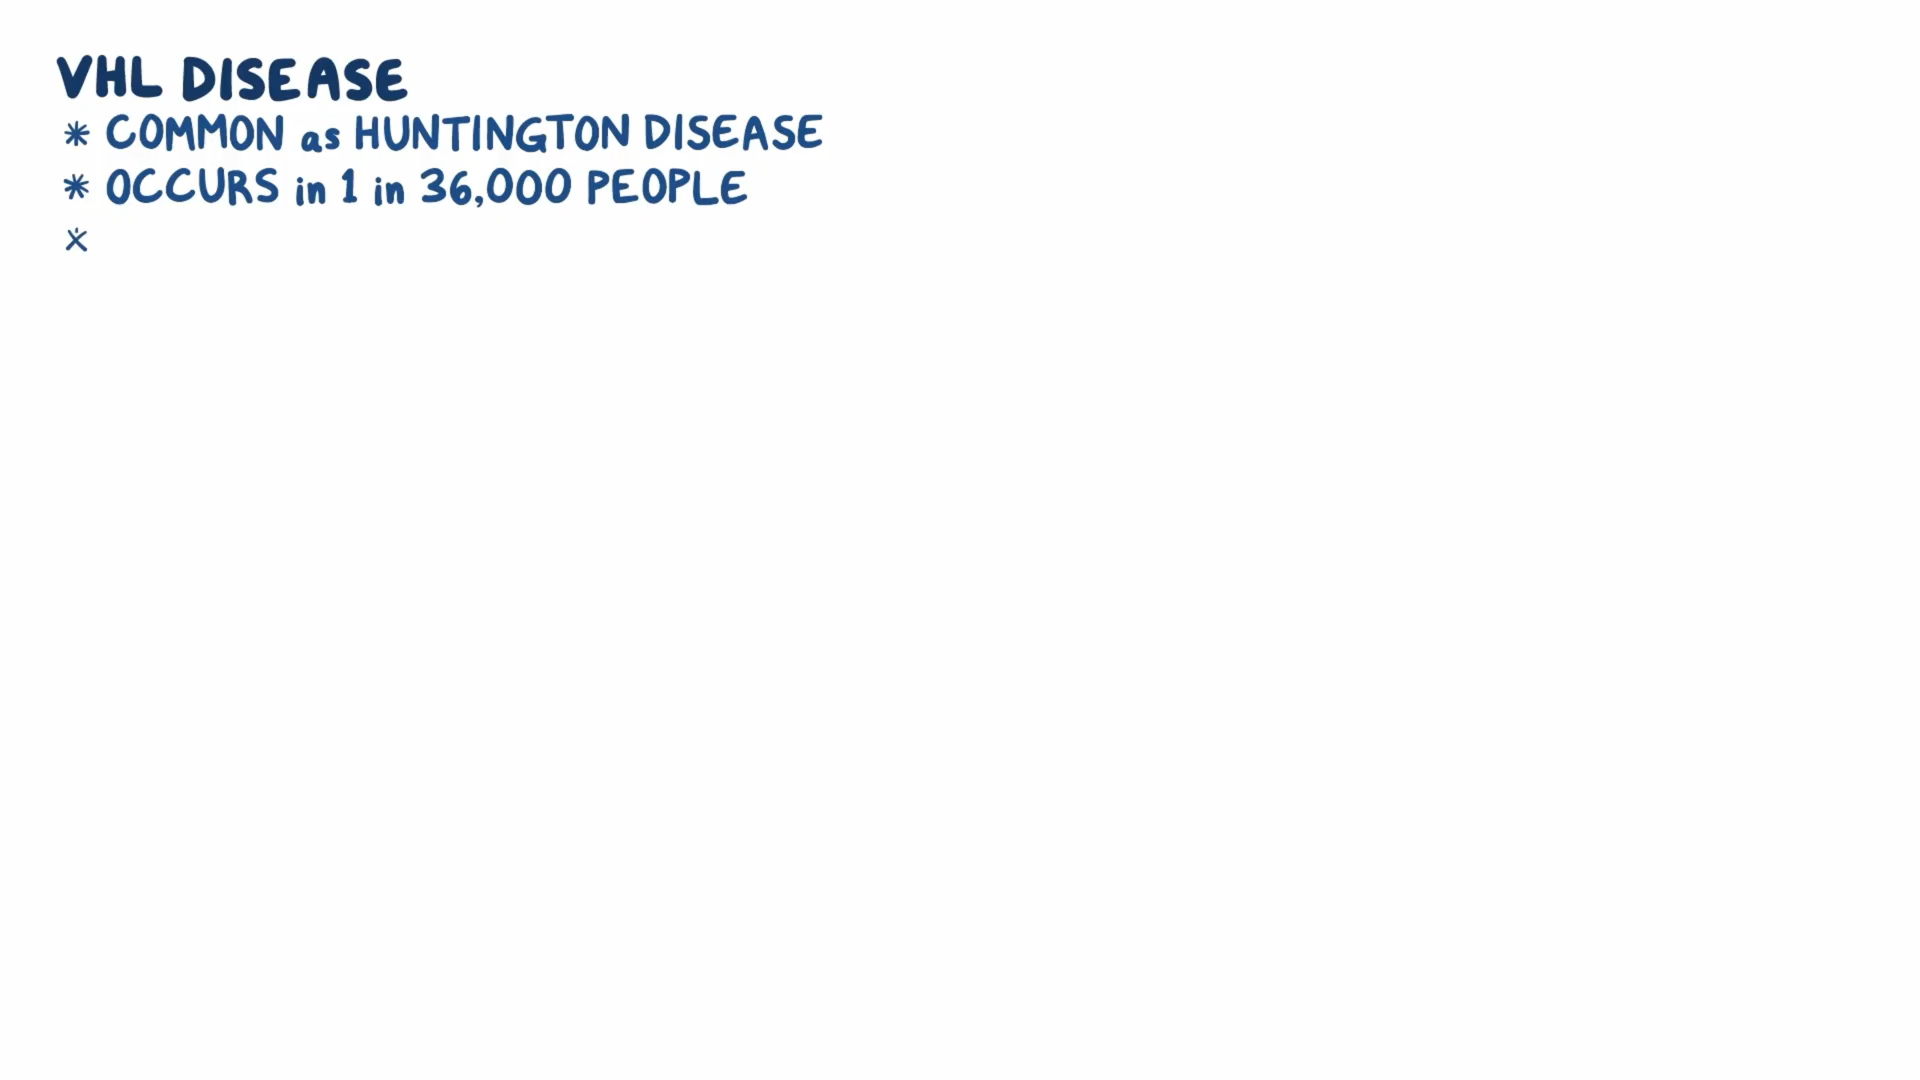 VHL DISEASE
* COMMON as HUNTINGTON DISEASE
* OCCURS in 1 in 36,000 PEOPLE
*